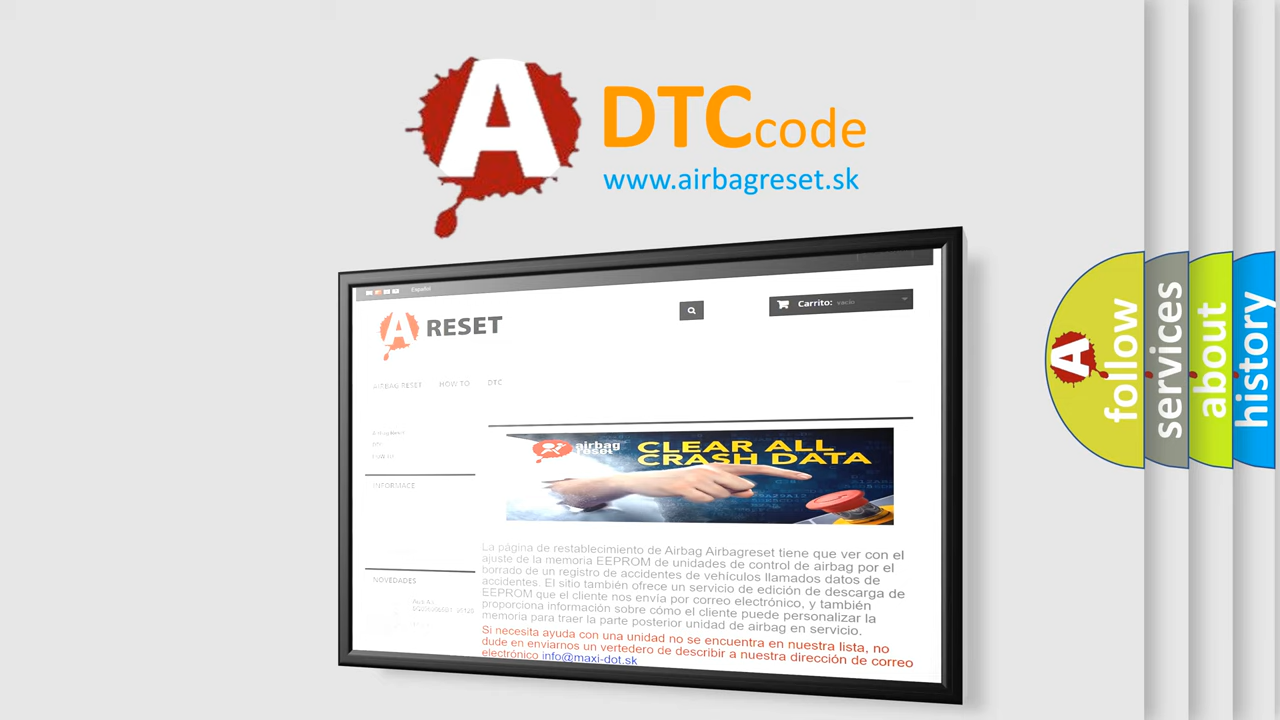 A DTCcode
www.airbagreset.sk
Español
Carrito: vacío
A RESET
AIRBAG RESET HOW TO DTC
airbag reset
CLEAR ALL
CRASH DATA
INFORMACE
La página de restablecimiento de Airbag Airbagreset tiene que ver con el
ajuste de la memoria EEPROM de unidades de control de airbag por el
borrado de un registro de accidentes de vehículos llamados datos de
accidentes. El sitio también ofrece un servicio de edición de descarga de
EEPROM que el cliente nos envía por correo electrónico, y también
proporciona información sobre cómo el cliente puede personalizar la
memoria para traer la parte posterior unidad de airbag en servicio.
Si necesita ayuda con una unidad no se encuentra en nuestra lista, no
dude en enviarnos un vertedero de describir a nuestra dirección de correo
electrónico info@maxi-dot.sk
NOVEDADES
A follow
services
about
history